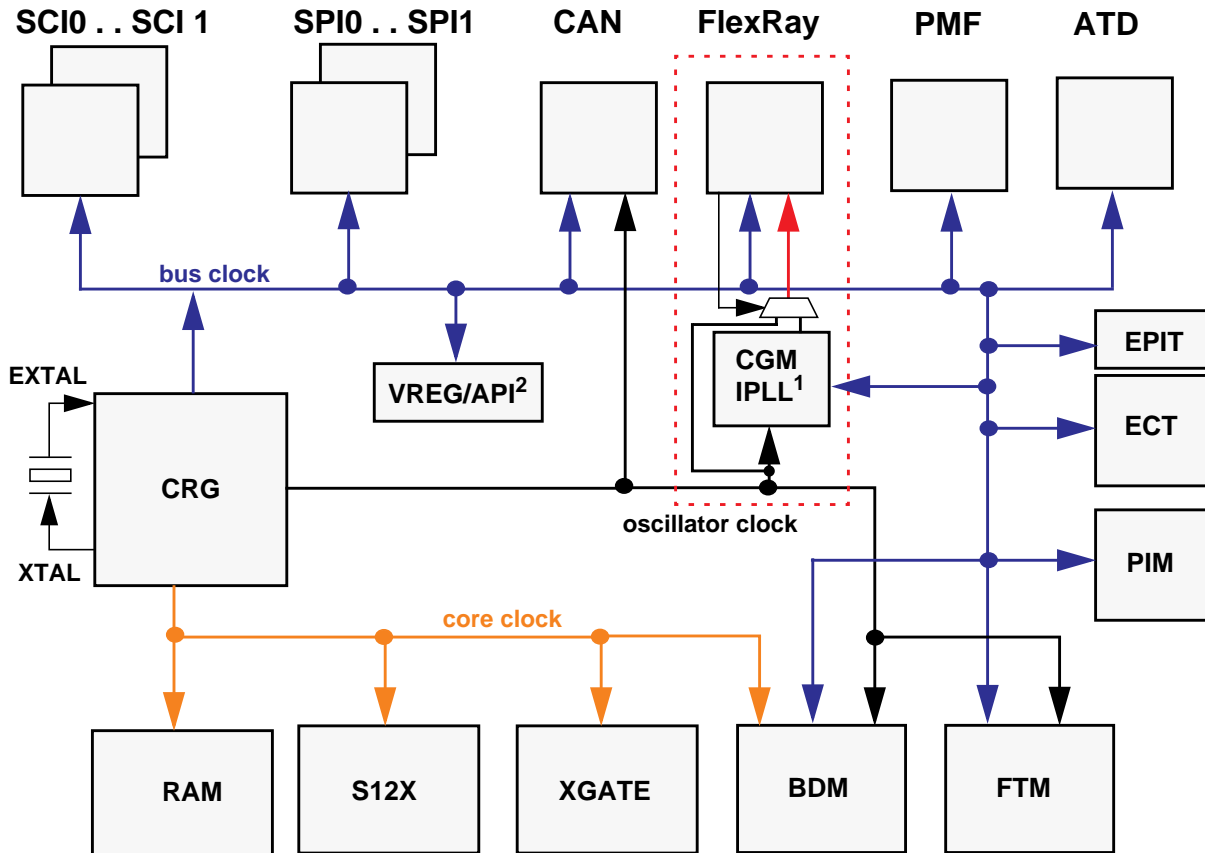 SCI0 . . SCI 1 SPI0 . . SPI1 CAN FlexRay PMF ATD
bus clock
EXTAL
VREG/API2
CGM
IPLL1
EPIT
ECT
CRG
oscillator clock
XTAL
PIM
core clock
RAM S12X XGATE BDM FTM